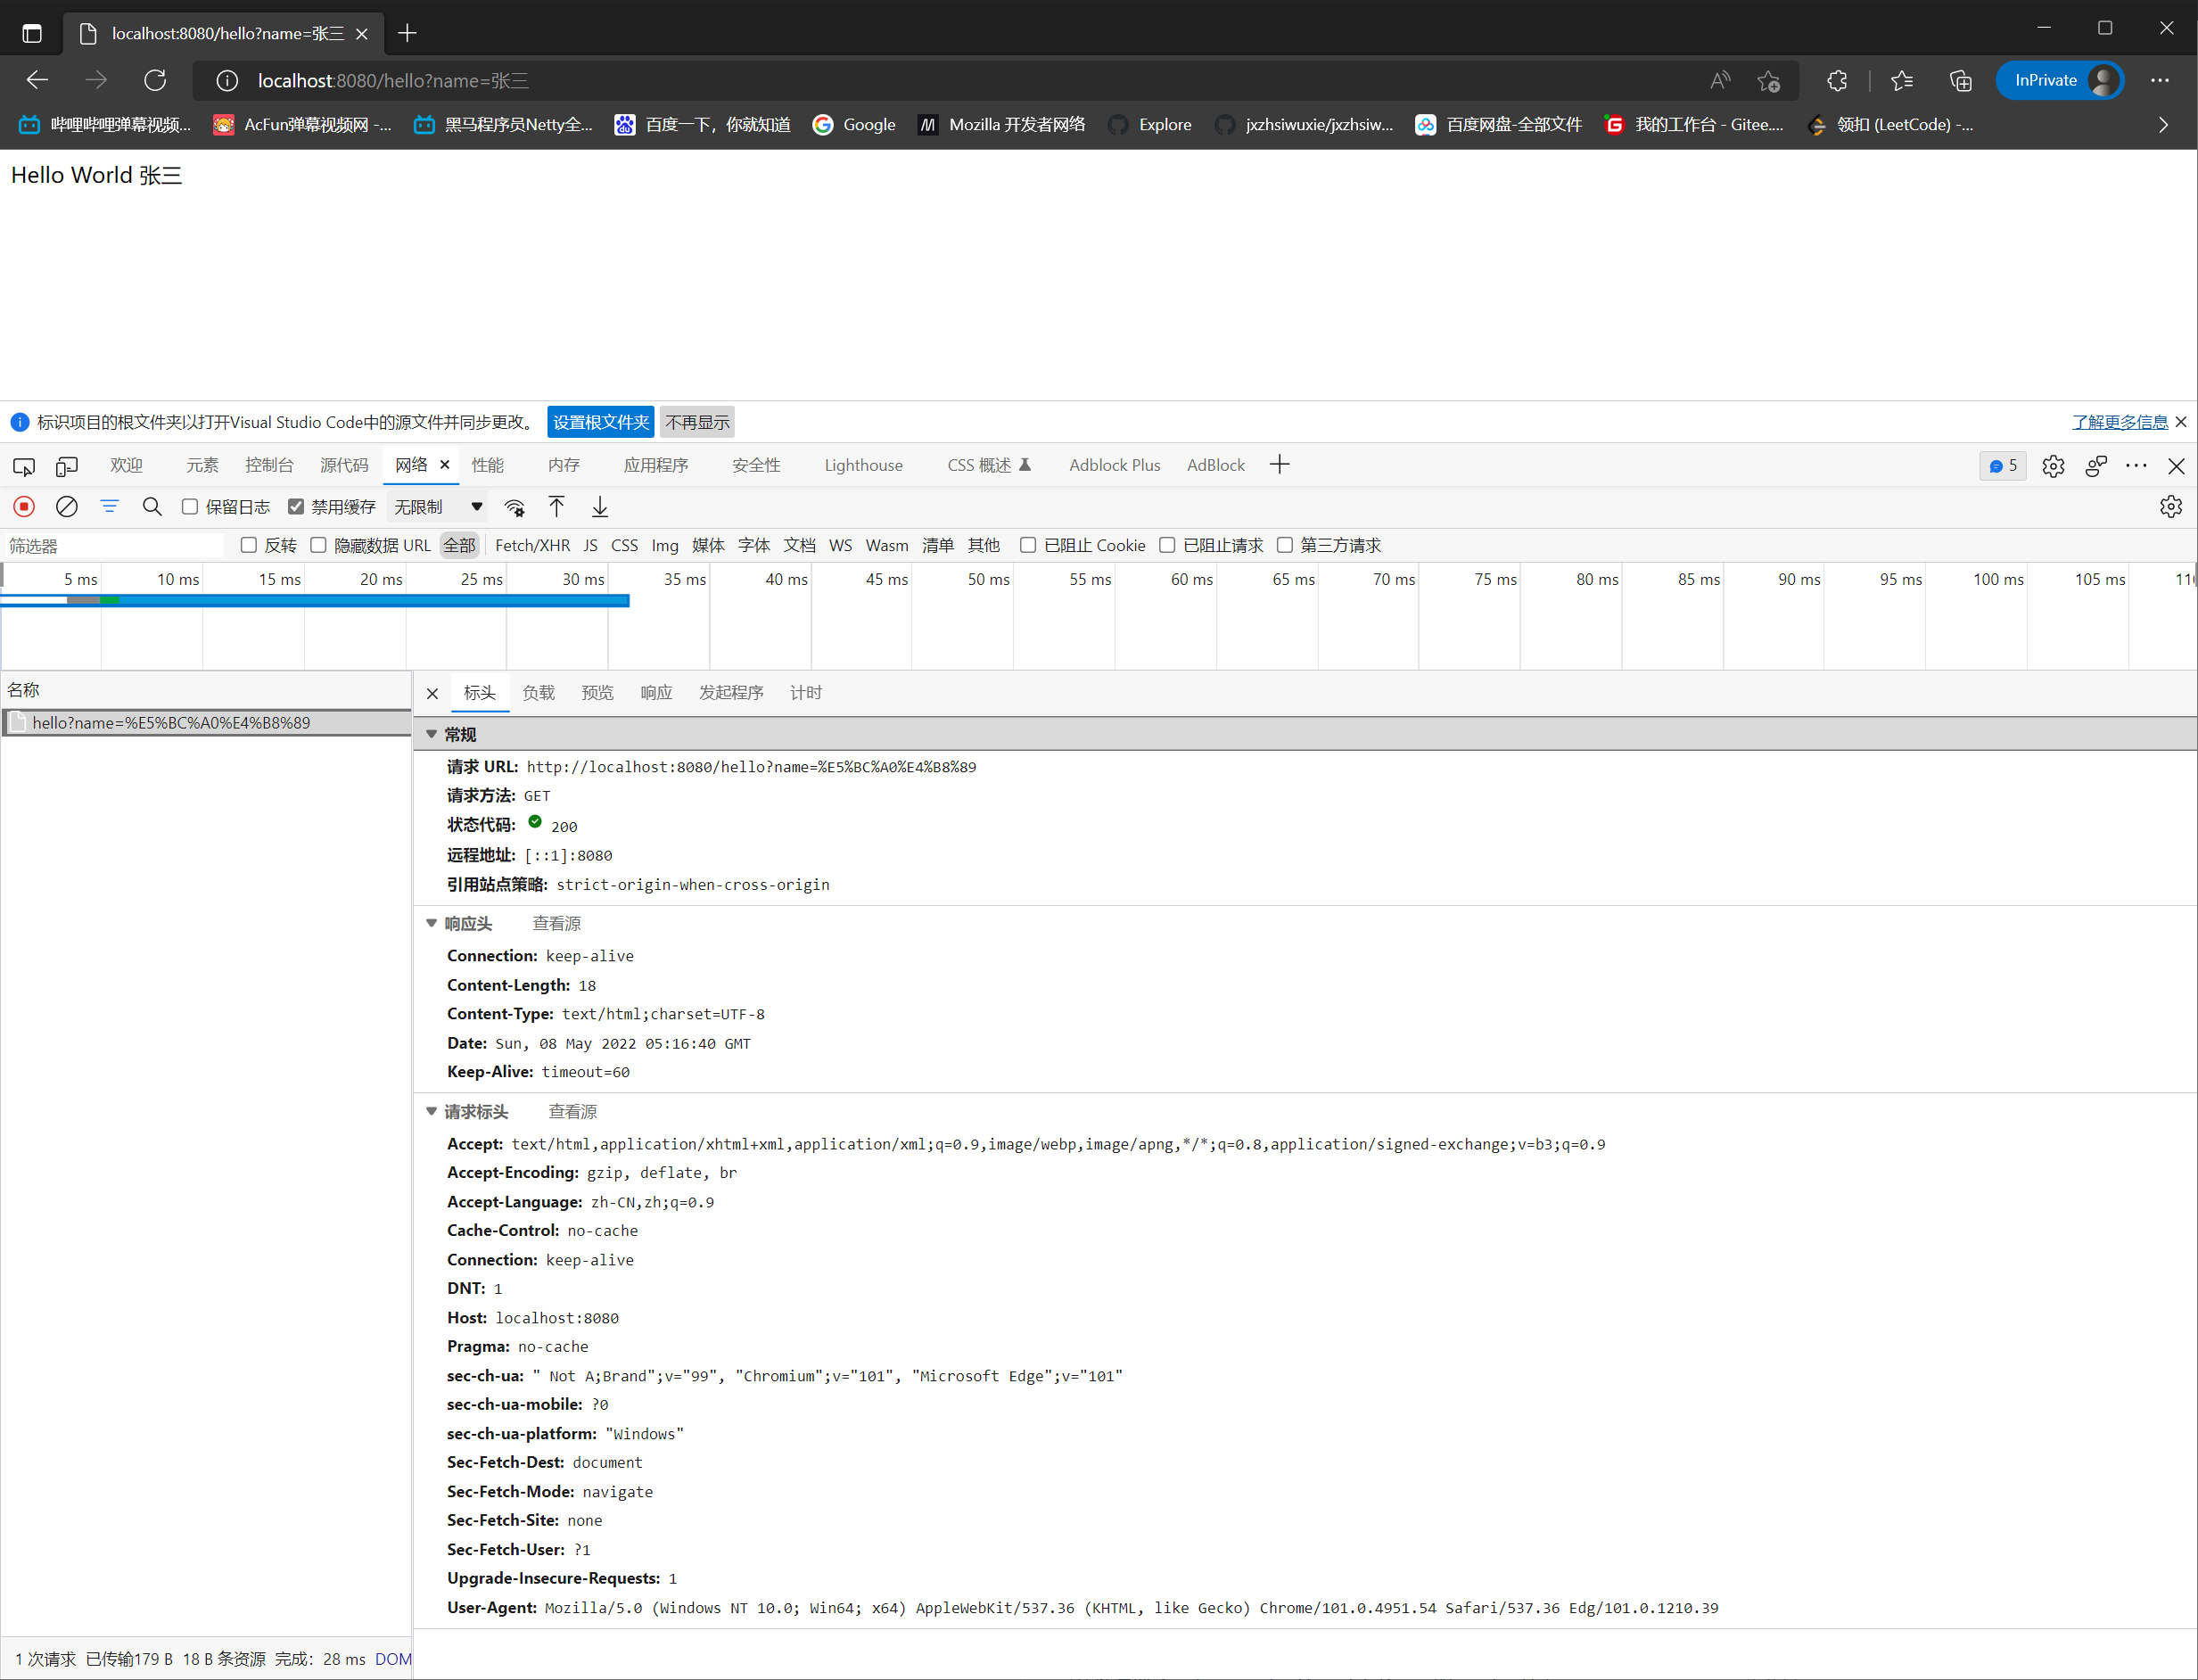 localhost:8080/hello?name=张三
localhost:8080/hello?name=张三
InPrivate
哔哩哔哩弹幕视频... AcFun弹幕视频网 -... 黑马程序员Netty全... 百度一下，你就知道 Google Mozilla 开发者网络 Explore jxzhsiwuxie/jxzhsiw... 百度网盘-全部文件 我的工作台 - Gitee.... 领扣 (LeetCode) -...
Hello World 张三
标识项目的根文件夹以打开Visual Studio Code中的源文件并同步更改。 设置根文件夹 不再显示 了解更多信息
欢迎 元素 控制台 源代码 网络 性能 内存 应用程序 安全性 Lighthouse CSS 概述 Adblock Plus AdBlock 5
保留日志 禁用缓存 无限制
筛选器 反转 隐藏数据 URL 全部 Fetch/XHR JS CSS Img 媒体 字体 文档 WS Wasm 清单 其他 已阻止 Cookie 已阻止请求 第三方请求
5 ms 10 ms 15 ms 20 ms 25 ms 30 ms 35 ms 40 ms 45 ms 50 ms 55 ms 60 ms 65 ms 70 ms 75 ms 80 ms 85 ms 90 ms 95 ms 100 ms 105 ms
名称
hello?name=%E5%BC%A0%E4%B8%89
标头 负载 预览 响应 发起程序 计时
常规
请求 URL: http://localhost:8080/hello?name=%E5%BC%A0%E4%B8%89
请求方法: GET
状态代码: 200
远程地址: [::1]:8080
引用站点策略: strict-origin-when-cross-origin
响应头 查看源
Connection: keep-alive
Content-Length: 18
Content-Type: text/html;charset=UTF-8
Date: Sun, 08 May 2022 05:16:40 GMT
Keep-Alive: timeout=60
请求标头 查看源
Accept: text/html,application/xhtml+xml,application/xml;q=0.9,image/webp,image/apng,*/*;q=0.8,application/signed-exchange;v=b3;q=0.9
Accept-Encoding: gzip, deflate, br
Accept-Language: zh-CN,zh;q=0.9
Cache-Control: no-cache
Connection: keep-alive
DNT: 1
Host: localhost:8080
Pragma: no-cache
sec-ch-ua: " Not A;Brand";v="99", "Chromium";v="101", "Microsoft Edge";v="101"
sec-ch-ua-mobile: ?0
sec-ch-ua-platform: "Windows"
Sec-Fetch-Dest: document
Sec-Fetch-Mode: navigate
Sec-Fetch-Site: none
Sec-Fetch-User: ?1
Upgrade-Insecure-Requests: 1
User-Agent: Mozilla/5.0 (Windows NT 10.0; Win64; x64) AppleWebKit/537.36 (KHTML, like Gecko) Chrome/101.0.4951.54 Safari/537.36 Edg/101.0.1210.39
1 次请求 已传输179 B 18 B 条资源 完成：28 ms DOM